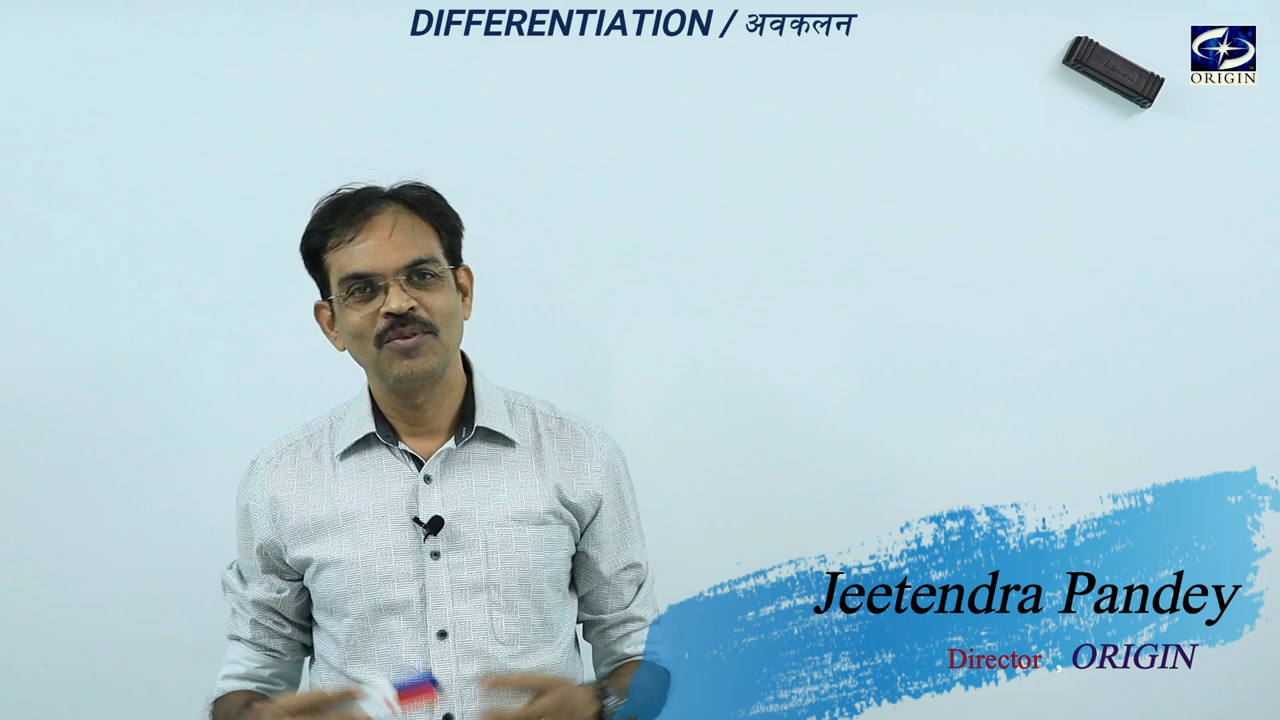 DIFFERENTIATION / अवकलन
ORIGIN
Jeetendra Pandey
Director , ORIGIN